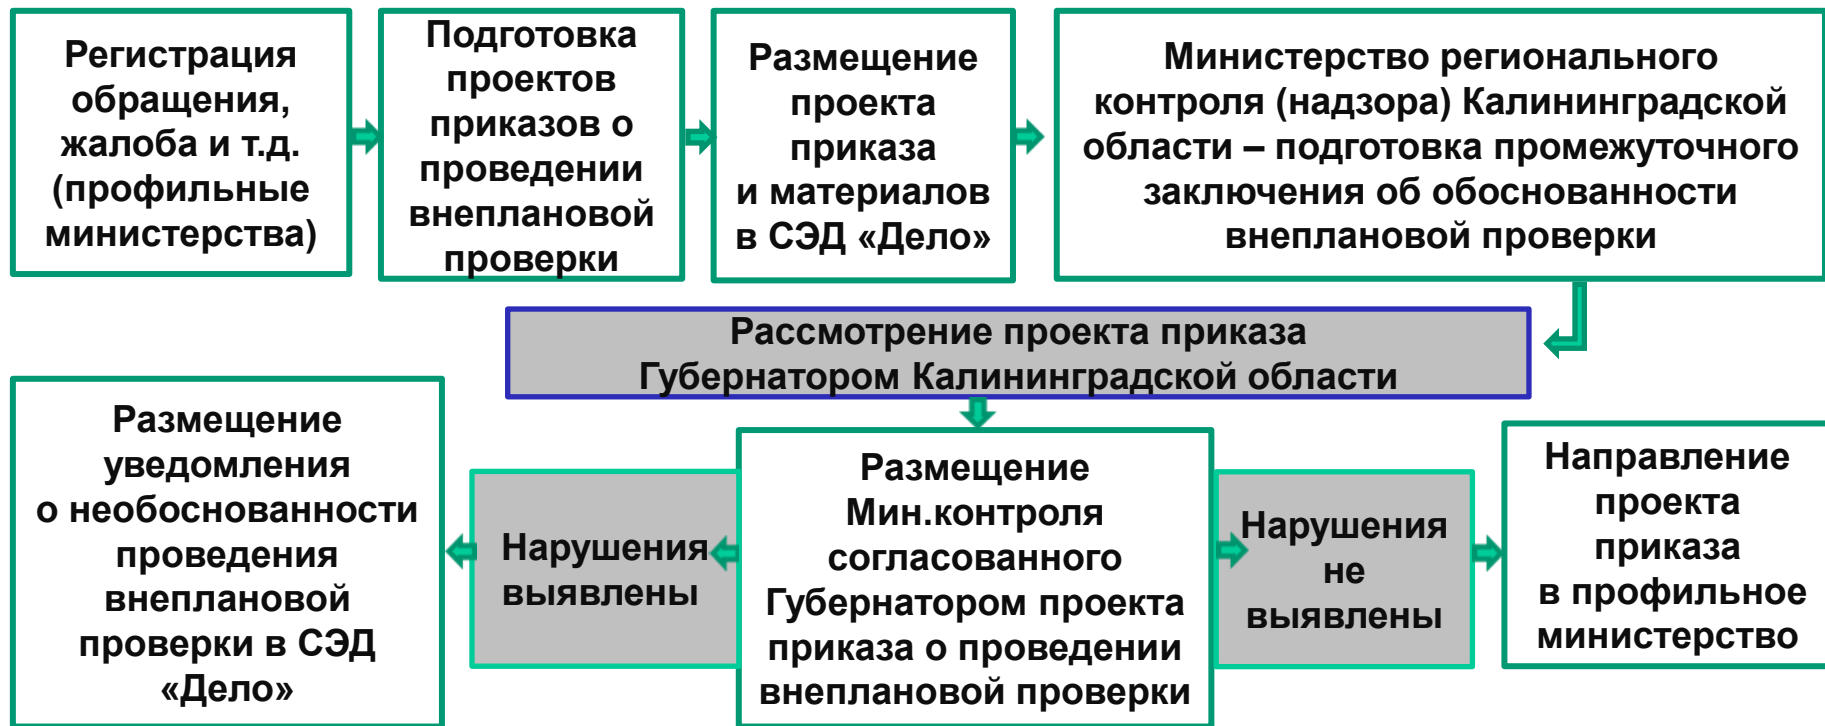 Регистрация
обращения,
жалоба и т.д.
(профильные
министерства)
Подготовка
проектов
приказов о
проведении
внеплановой
проверки
Размещение
проекта
приказа
и материалов
в СЭД «Дело»
Министерство регионального
контроля (надзора) Калининградской
области – подготовка промежуточного
заключения об обоснованности
внеплановой проверки
Рассмотрение проекта приказа
Губернатором Калининградской области
Размещение
уведомления
о необоснованности
проведения
внеплановой
проверки в СЭД
«Дело»
Нарушения
выявлены
Размещение
Мин.контроля
согласованного
Губернатором проекта
приказа о проведении
внеплановой проверки
Нарушения
не
выявлены
Направление
проекта
приказа
в профильное
министерство